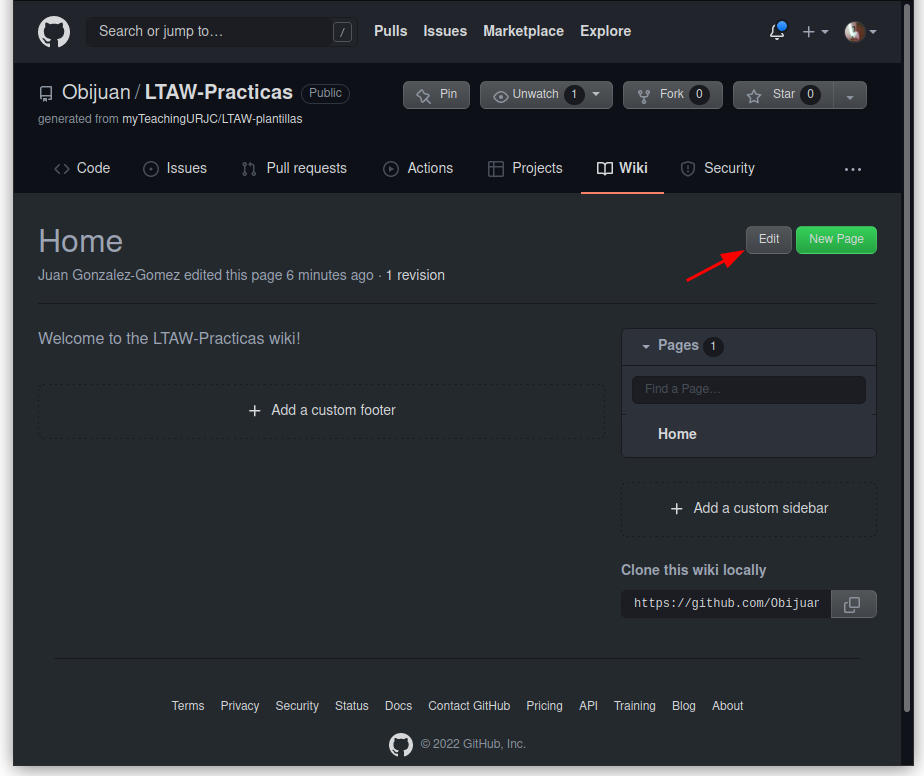 Search or jump to… / Pulls Issues Marketplace Explore
Obijuan / LTAW-Practicas Public Pin Unwatch 1 Fork 0 Star 0
generated from myTeachingURJC/LTAW-plantillas
Code Issues Pull requests Actions Projects Wiki Security ...
Home Edit New Page
Juan Gonzalez-Gomez edited this page 6 minutes ago · 1 revision
Welcome to the LTAW-Practicas wiki!
+ Add a custom footer
Pages 1
Find a Page…
Home
+ Add a custom sidebar
Clone this wiki locally
https://github.com/Obijuar
Terms Privacy Security Status Docs Contact GitHub Pricing API Training Blog About
© 2022 GitHub, Inc.